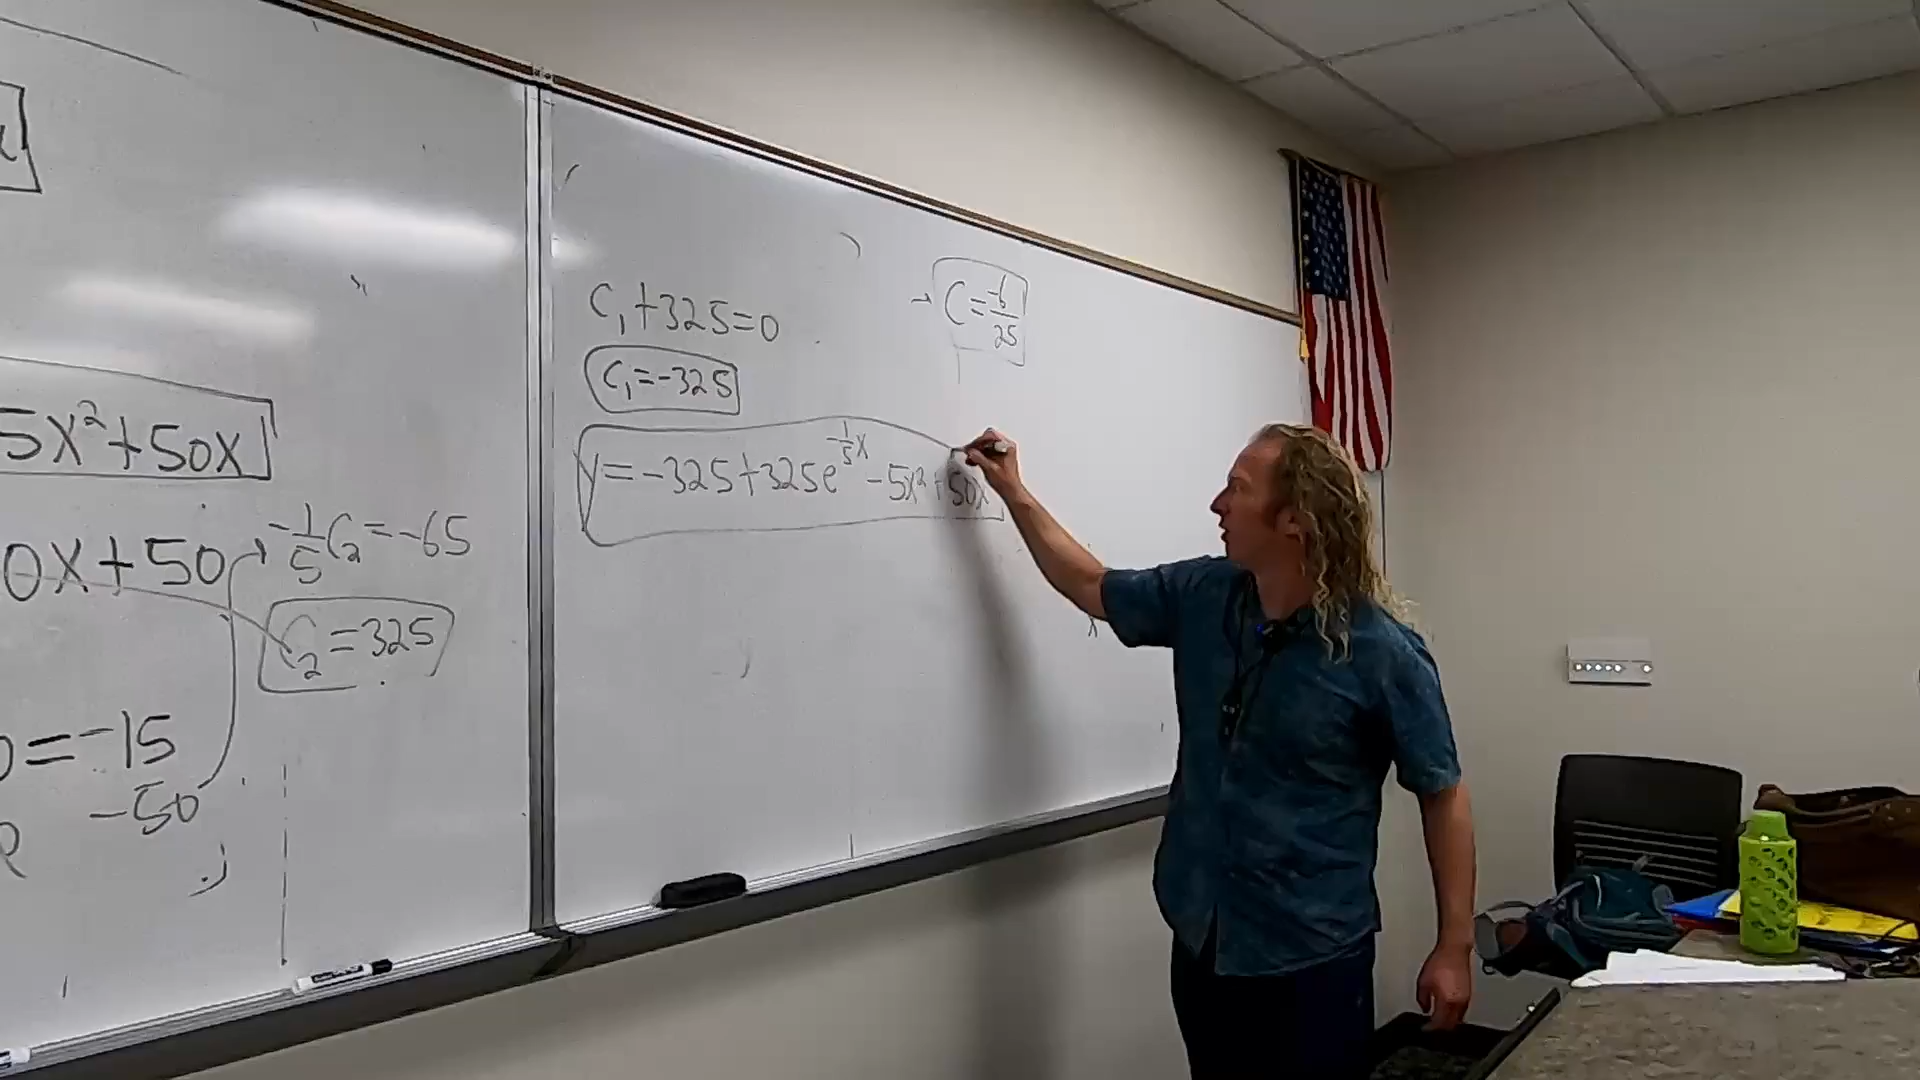 5x²+50x
0x+50
-1/5 C₂=-65
C₂=325
=-15
-50
C₁+325=0
C₁=-325
→ C=-6/25
y=-325+325e^(-1/5 x)-5x²+50x